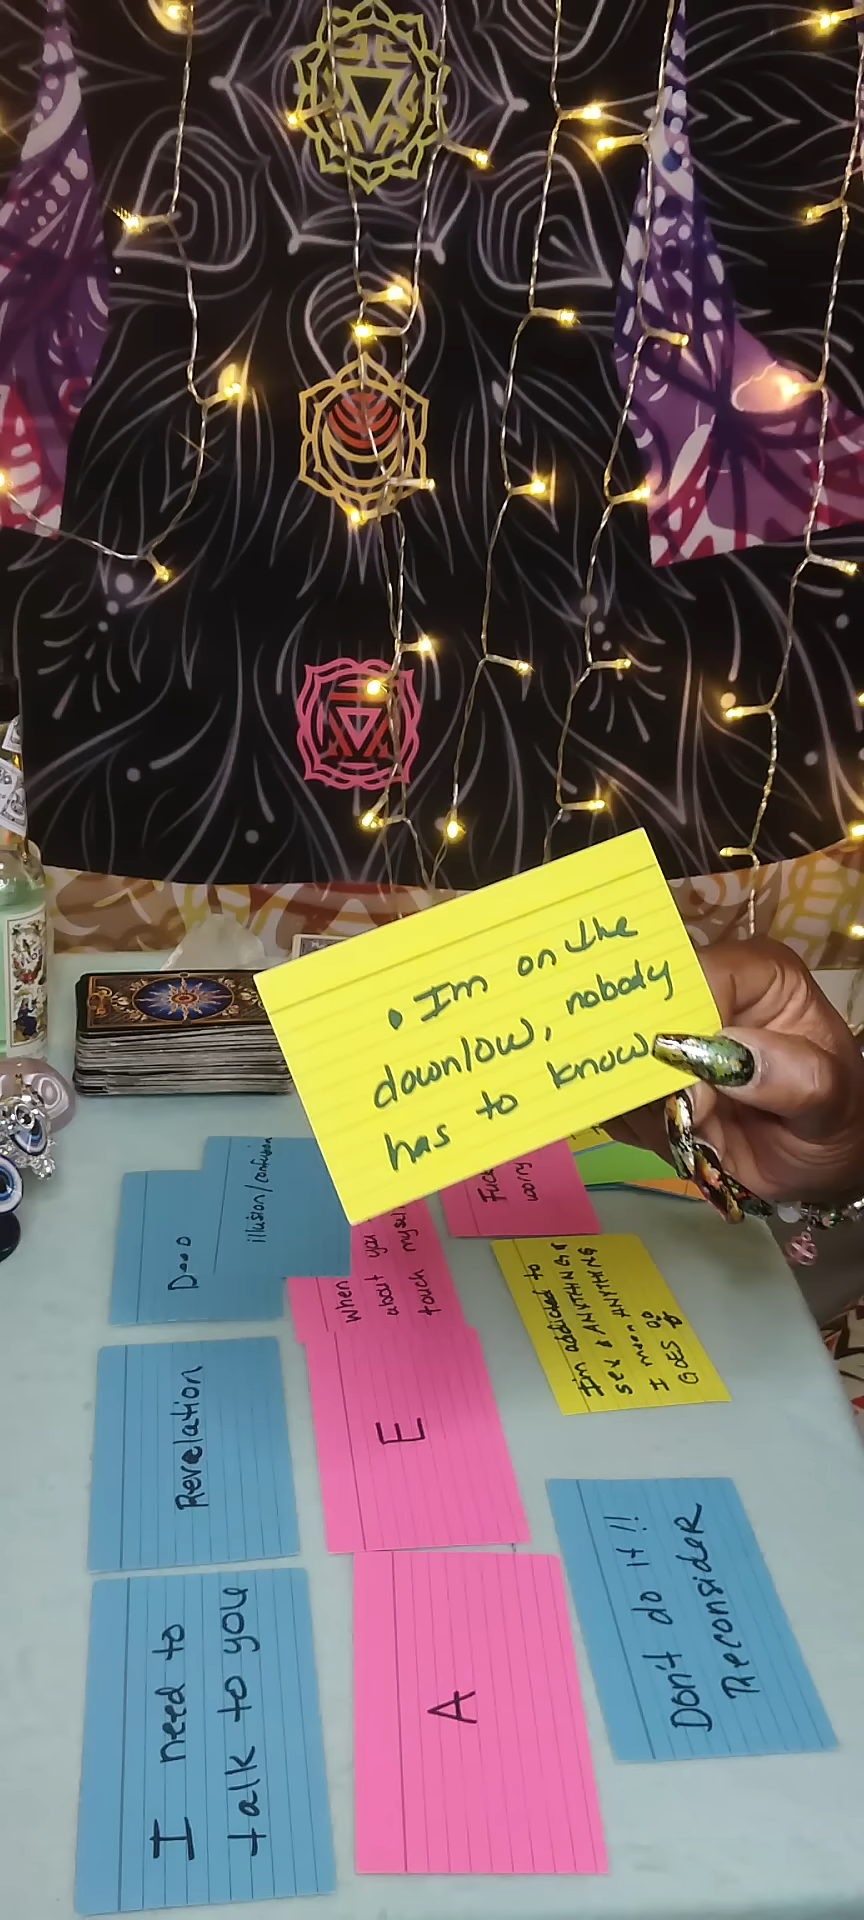 • I'm on the
downlow, nobody
has to know
illusion/confusion
D
Revelation
I need to
talk to you
when
about you
touch myself
E
A
Fuck
worry
I'm addicted to
sex & ANYTHING &
I mean ANYTHING
GOES
Don't do it!!
Reconsider